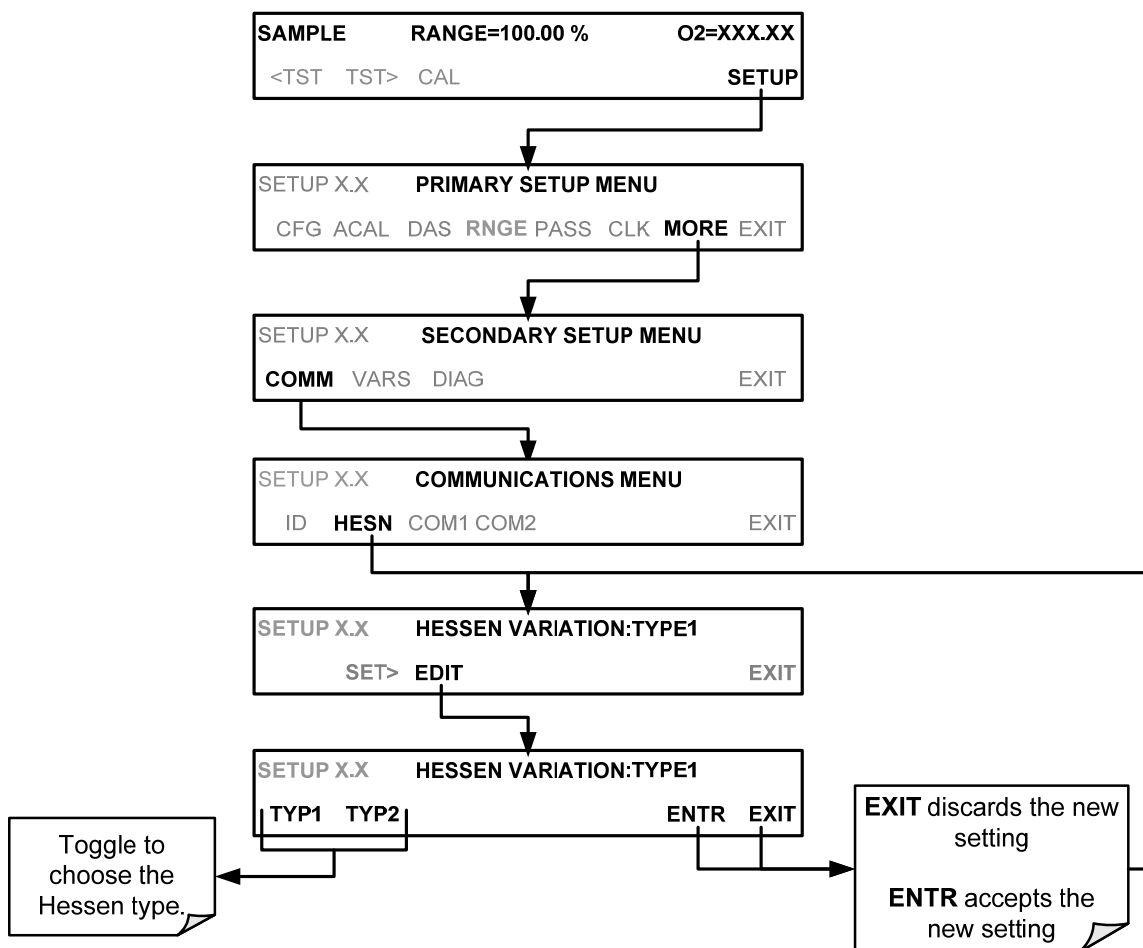 SAMPLE RANGE=100.00 % O2=XXX.XX
<TST TST> CAL SETUP
SETUP X.X PRIMARY SETUP MENU
CFG ACAL DAS RNGE PASS CLK MORE EXIT
SETUP X.X SECONDARY SETUP MENU
COMM VARS DIAG EXIT
SETUP X.X COMMUNICATIONS MENU
ID HESN COM1 COM2 EXIT
SETUP X.X HESSEN VARIATION:TYPE1
SET> EDIT EXIT
SETUP X.X HESSEN VARIATION:TYPE1
TYP1 TYP2 ENTR EXIT
Toggle to
choose the
Hessen type.
EXIT discards the new
setting
ENTR accepts the
new setting